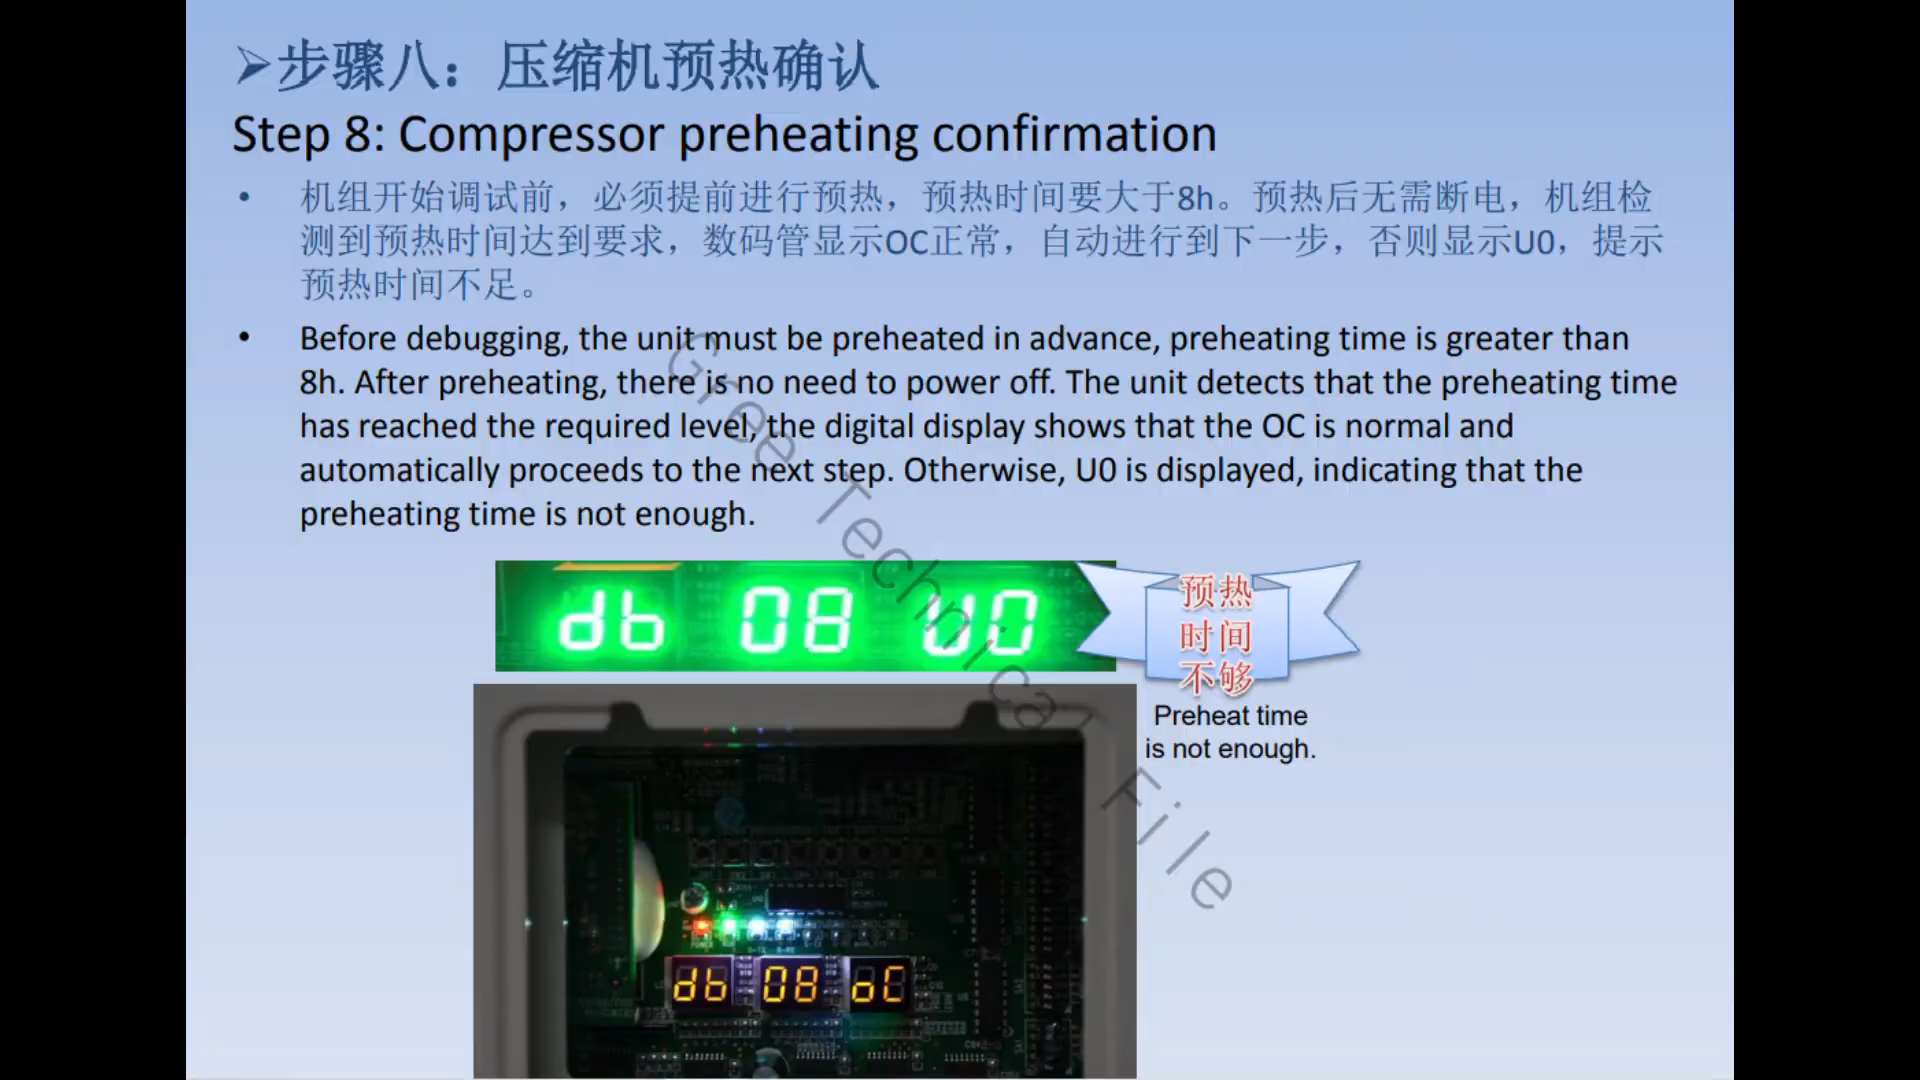 ➢步骤八：压缩机预热确认
Step 8: Compressor preheating confirmation
• 机组开始调试前，必须提前进行预热，预热时间要大于8h。预热后无需断电，机组检
测到预热时间达到要求，数码管显示OC正常，自动进行到下一步，否则显示U0，提示
预热时间不足。
• Before debugging, the unit must be preheated in advance, preheating time is greater than
8h. After preheating, there is no need to power off. The unit detects that the preheating time
has reached the required level, the digital display shows that the OC is normal and
automatically proceeds to the next step. Otherwise, U0 is displayed, indicating that the
preheating time is not enough.
db 08 U0
预热
时间
不够
Preheat time
is not enough.
db 08 oC
Gree Technical File